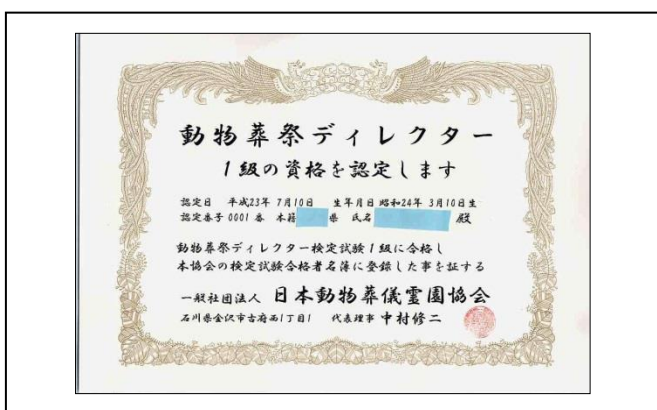 動物葬祭ディレクター
1級の資格を認定します
認定日 平成23年 7月10日 生年月日 昭和24年 3月10日生
認定番号 0001 番 本籍 県 氏名 殿
動物葬祭ディレクター検定試験1級に合格し
本協会の検定試験合格者名簿に登録した事を証する
一般社団法人 日本動物葬儀霊園協会
石川県金沢市古府西1丁目1 代表理事 中村修二